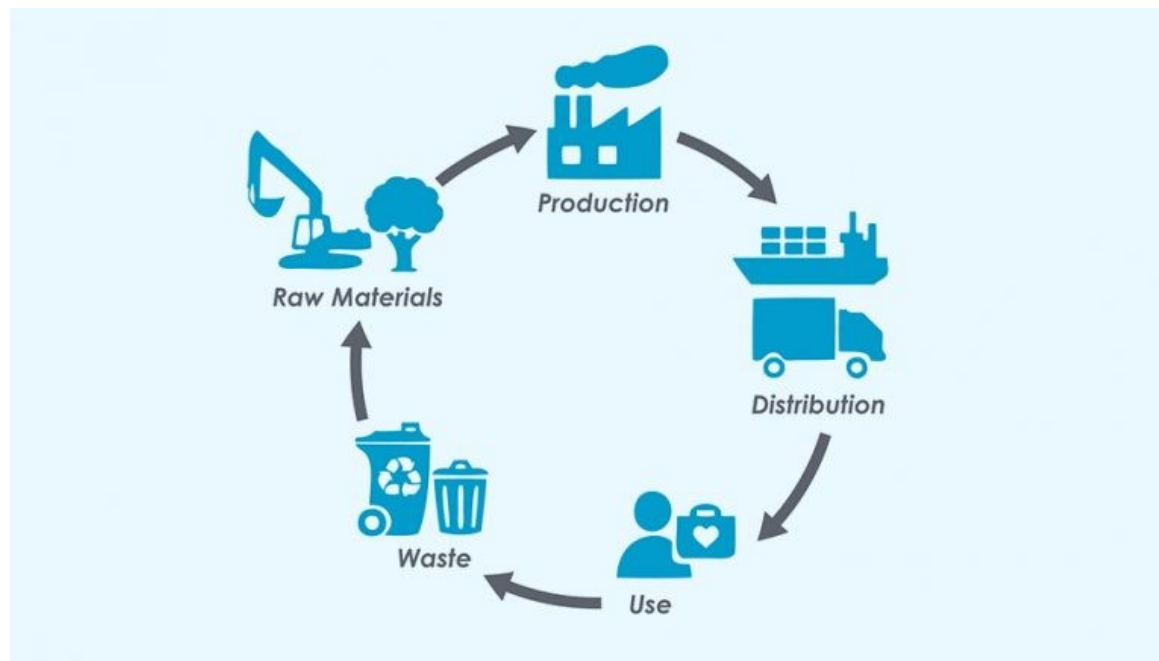 Production
Raw Materials
Distribution
Waste
Use